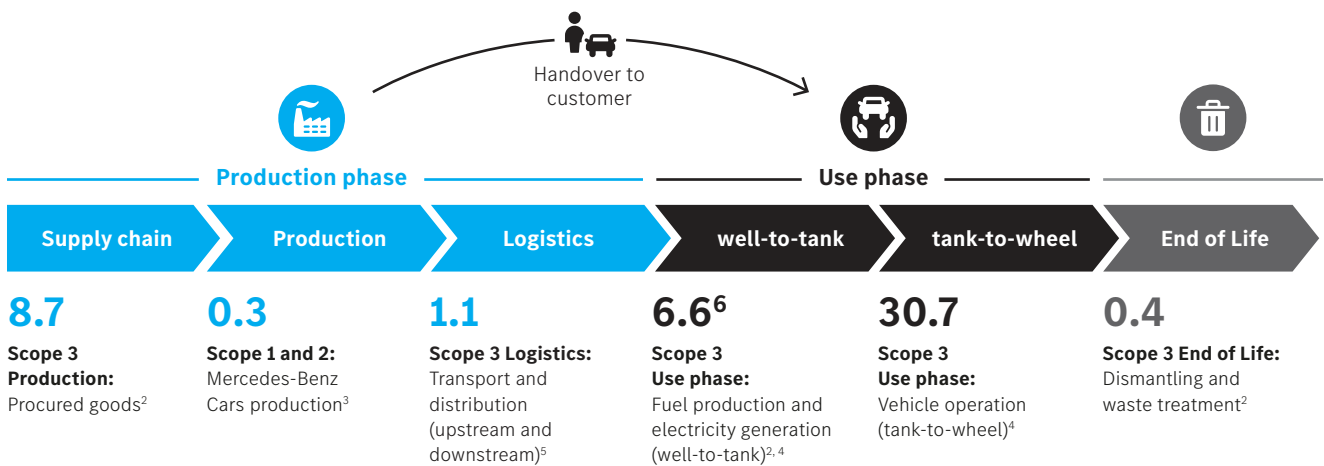 Handover to
customer
Production phase
Use phase
Supply chain
Production
Logistics
well-to-tank
tank-to-wheel
End of Life
8.7
Scope 3
Production:
Procured goods²
0.3
Scope 1 and 2:
Mercedes-Benz
Cars production³
1.1
Scope 3 Logistics:
Transport and
distribution
(upstream and
downstream)⁵
6.6⁶
Scope 3
Use phase:
Fuel production and
electricity generation
(well-to-tank)²,⁴
30.7
Scope 3
Use phase:
Vehicle operation
(tank-to-wheel)⁴
0.4
Scope 3 End of Life:
Dismantling and
waste treatment²